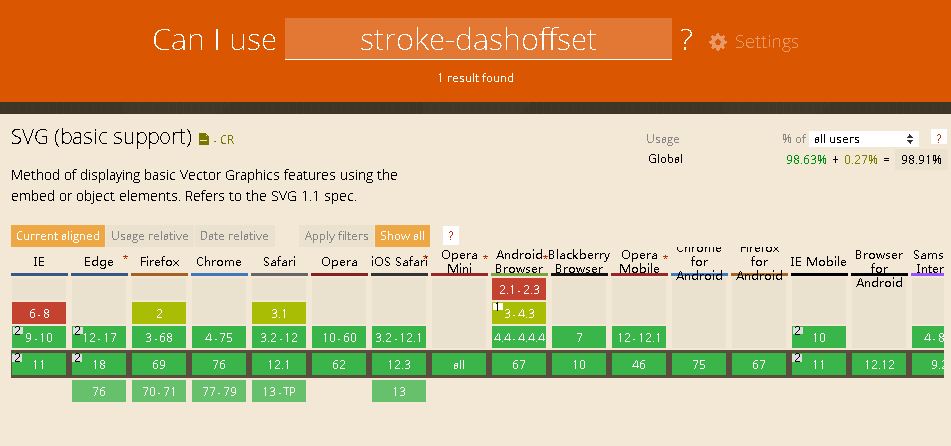 Can I use stroke-dashoffset ? Settings
1 result found
SVG (basic support) - CR
Usage % of all users ?
Global 98.63% + 0.27% = 98.91%
Method of displaying basic Vector Graphics features using the
embed or object elements. Refers to the SVG 1.1 spec.
Current aligned Usage relative Date relative Apply filters Show all ?
IE Edge * Firefox Chrome Safari Opera iOS Safari * Opera Mini * Android Browser * Blackberry Browser Opera Mobile * Chrome for Android Firefox for Android IE Mobile Browser for Android Sams Inter
2.1 - 2.3
6 - 8 2 3.1 1 3 - 4.3
2 9 - 10 2 12 - 17 3 - 68 4 - 75 3.2 - 12 10 - 60 3.2 - 12.1 4.4 - 4.4.4 7 12 - 12.1 2 10 4 - 8
2 11 2 18 69 76 12.1 62 12.3 all 67 10 46 75 67 2 11 12.12 9.2
76 70 - 71 77 - 79 13 - TP 13